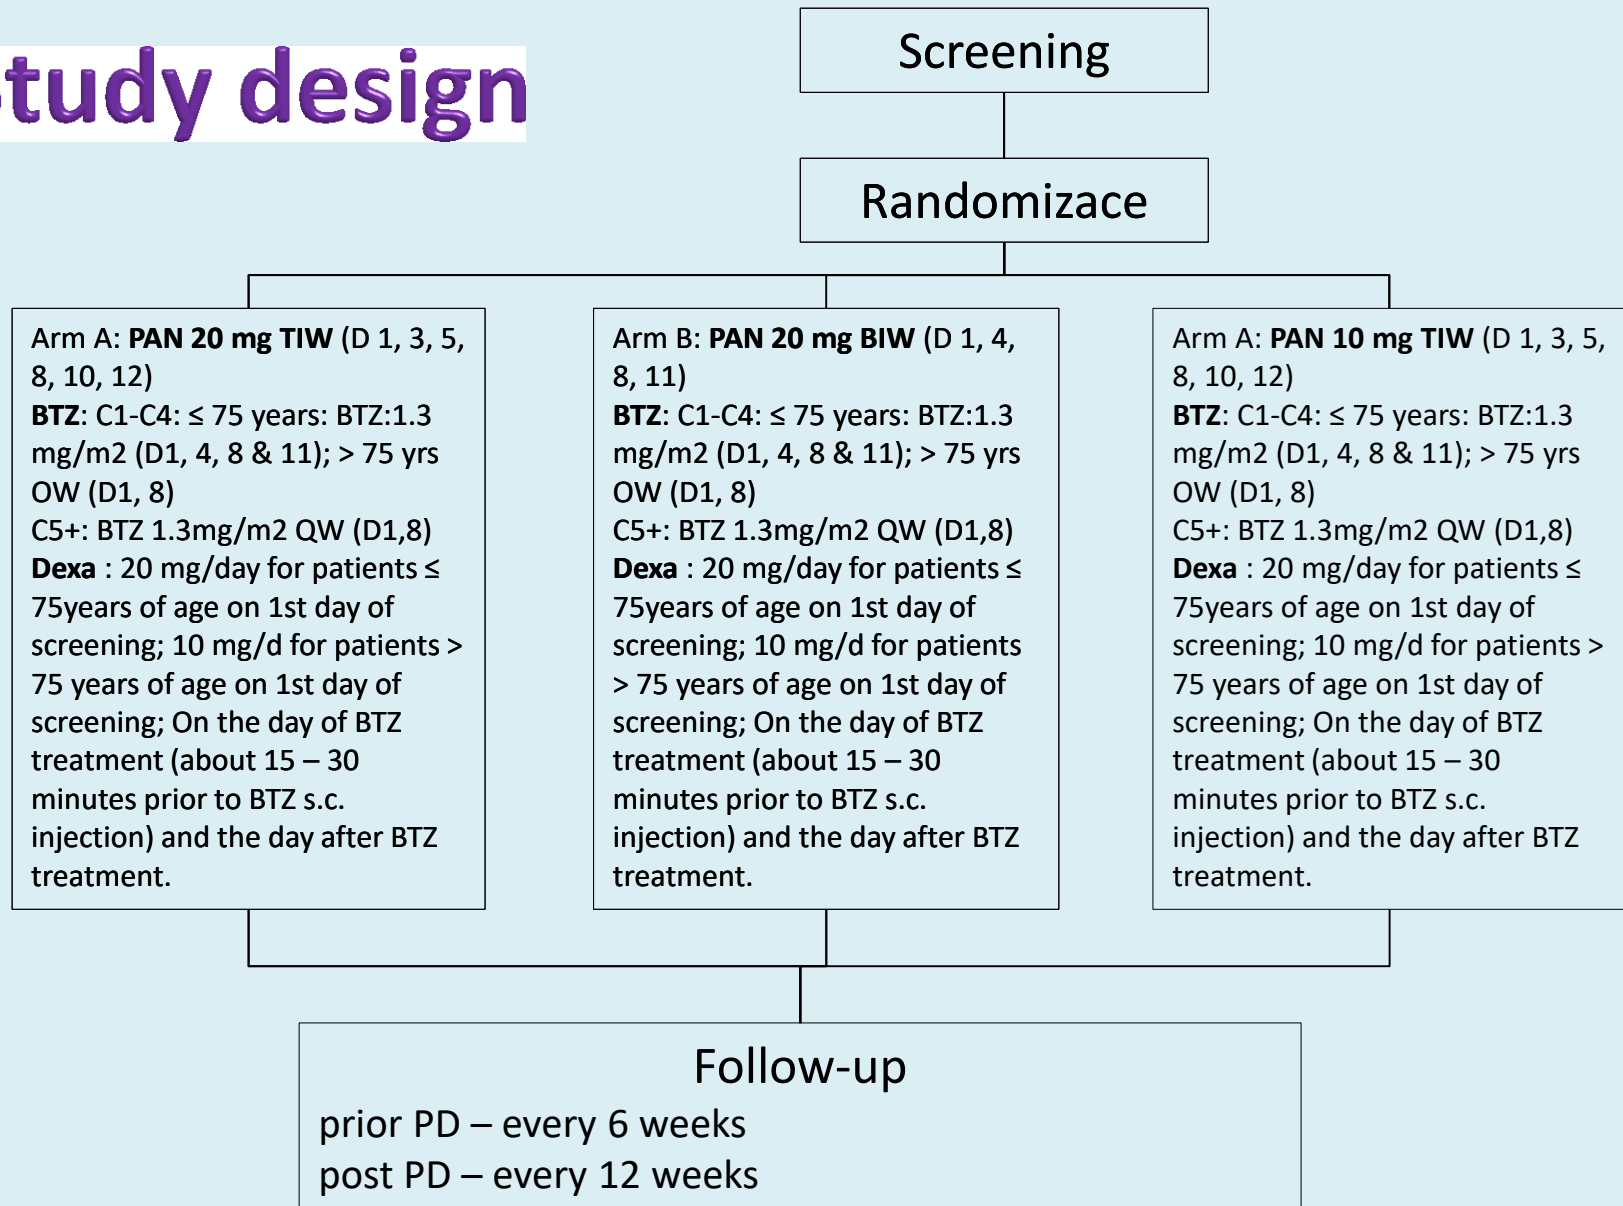 tudy design
Screening
Randomizace
Arm A: PAN 20 mg TIW (D 1, 3, 5,
8, 10, 12)
BTZ: C1-C4: ≤ 75 years: BTZ:1.3
mg/m2 (D1, 4, 8 & 11); > 75 yrs
OW (D1, 8)
C5+: BTZ 1.3mg/m2 QW (D1,8)
Dexa : 20 mg/day for patients ≤
75years of age on 1st day of
screening; 10 mg/d for patients >
75 years of age on 1st day of
screening; On the day of BTZ
treatment (about 15 – 30
minutes prior to BTZ s.c.
injection) and the day after BTZ
treatment.
Arm B: PAN 20 mg BIW (D 1, 4,
8, 11)
BTZ: C1-C4: ≤ 75 years: BTZ:1.3
mg/m2 (D1, 4, 8 & 11); > 75 yrs
OW (D1, 8)
C5+: BTZ 1.3mg/m2 QW (D1,8)
Dexa : 20 mg/day for patients ≤
75years of age on 1st day of
screening; 10 mg/d for patients
> 75 years of age on 1st day of
screening; On the day of BTZ
treatment (about 15 – 30
minutes prior to BTZ s.c.
injection) and the day after BTZ
treatment.
Arm A: PAN 10 mg TIW (D 1, 3, 5,
8, 10, 12)
BTZ: C1-C4: ≤ 75 years: BTZ:1.3
mg/m2 (D1, 4, 8 & 11); > 75 yrs
OW (D1, 8)
C5+: BTZ 1.3mg/m2 QW (D1,8)
Dexa : 20 mg/day for patients ≤
75years of age on 1st day of
screening; 10 mg/d for patients >
75 years of age on 1st day of
screening; On the day of BTZ
treatment (about 15 – 30
minutes prior to BTZ s.c.
injection) and the day after BTZ
treatment.
Follow-up
prior PD – every 6 weeks
post PD – every 12 weeks